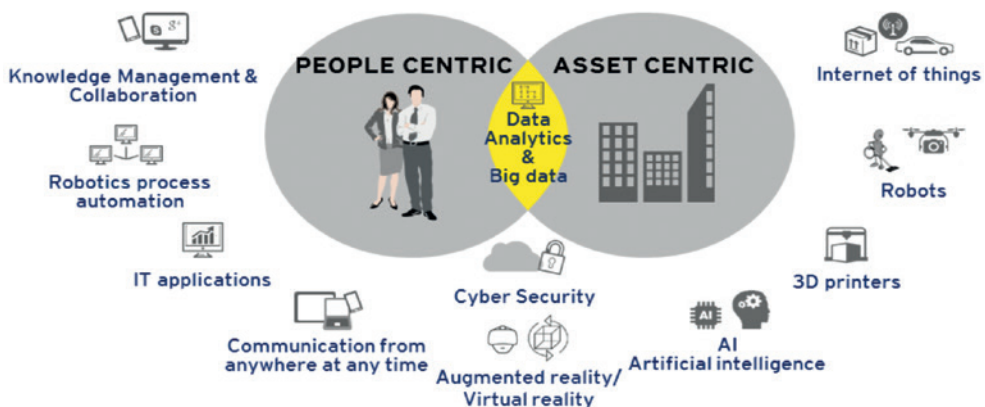 PEOPLE CENTRIC
ASSET CENTRIC
Data
Analytics
&
Big data
Knowledge Management &
Collaboration
Robotics process
automation
IT applications
Communication from
anywhere at any time
Cyber Security
Augmented reality/
Virtual reality
AI
AI
Artificial intelligence
3D printers
Robots
Internet of things
g+
S